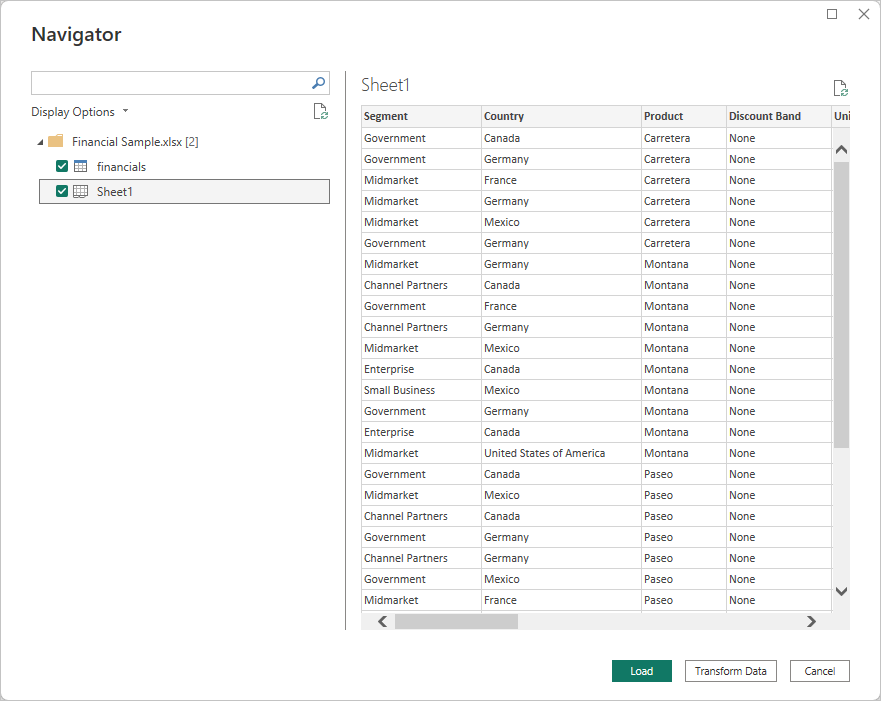 Navigator
Display Options
Financial Sample.xlsx [2]
financials
Sheet1
Sheet1
Segment Country Product Discount Band Uni
Government Canada Carretera None
Government Germany Carretera None
Midmarket France Carretera None
Midmarket Germany Carretera None
Midmarket Mexico Carretera None
Government Germany Carretera None
Midmarket Germany Montana None
Channel Partners Canada Montana None
Government France Montana None
Channel Partners Germany Montana None
Midmarket Mexico Montana None
Enterprise Canada Montana None
Small Business Mexico Montana None
Government Germany Montana None
Enterprise Canada Montana None
Midmarket United States of America Montana None
Government Canada Paseo None
Midmarket Mexico Paseo None
Channel Partners Canada Paseo None
Government Germany Paseo None
Channel Partners Germany Paseo None
Government Mexico Paseo None
Midmarket France Paseo None
Load Transform Data Cancel